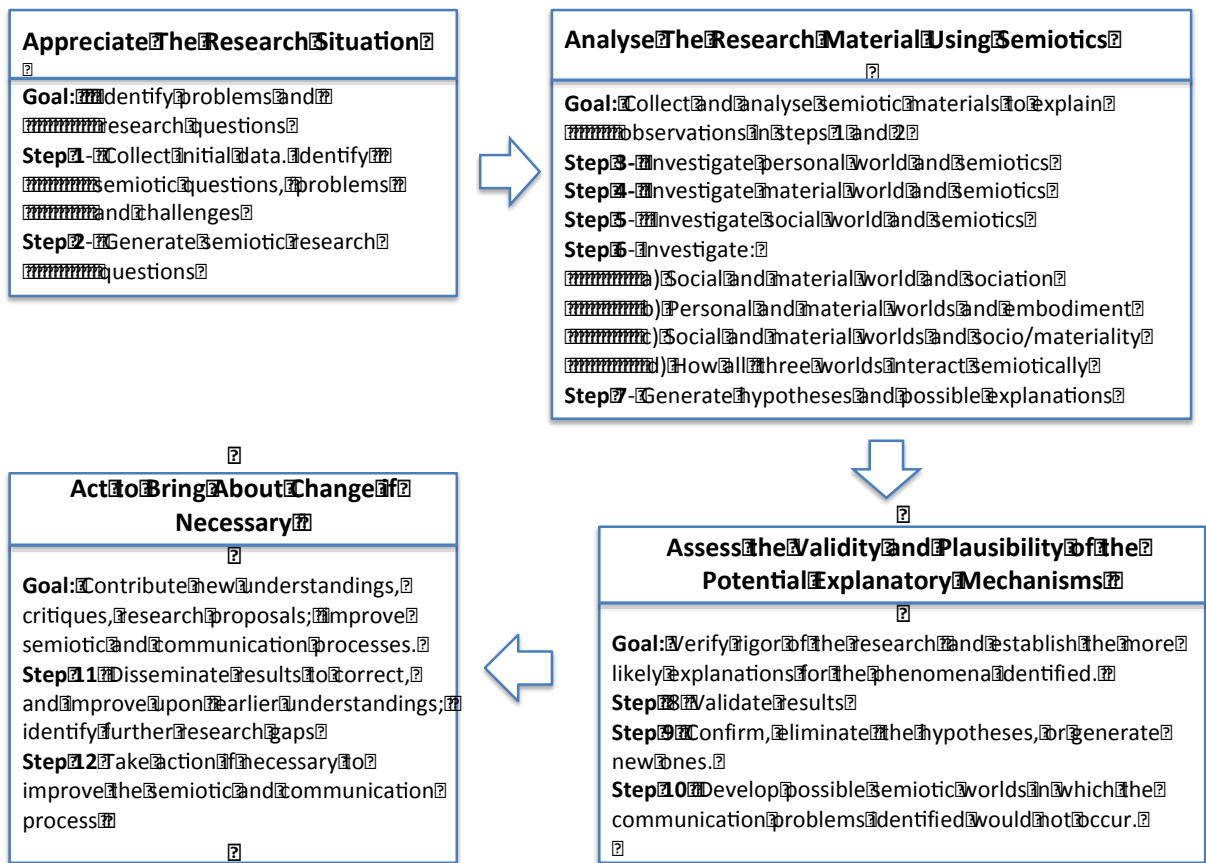 Appreciate The Research Situation
Goal: Identify problems and
research questions
Step 1- Collect initial data. Identify
semiotic questions, problems
and challenges
Step 2- Generate semiotic research
questions
Analyse The Research Material Using Semiotics
Goal: Collect and analyse semiotic materials to explain
observations in steps 1 and 2
Step 3- Investigate personal world and semiotics
Step 4- Investigate material world and semiotics
Step 5- Investigate social world and semiotics
Step 6- Investigate:
a) Social and material world and sociation
b) Personal and material worlds and embodiment
c) Social and material worlds and socio/materiality
d) How all three worlds interact semiotically
Step 7- Generate hypotheses and possible explanations
Act to Bring About Change if
Necessary
Goal: Contribute new understandings,
critiques, research proposals; improve
semiotic and communication processes.
Step 11 Disseminate results to correct,
and improve upon earlier understandings;
identify further research gaps
Step 12 Take action if necessary to
improve the semiotic and communication
process
Assess the Validity and Plausibility of the
Potential Explanatory Mechanisms
Goal: Verify rigor of the research and establish the more
likely explanations for the phenomena identified.
Step 8 Validate results
Step 9 Confirm, eliminate the hypotheses, or generate
new ones.
Step 10 Develop possible semiotic worlds in which the
communication problems identified would not occur.